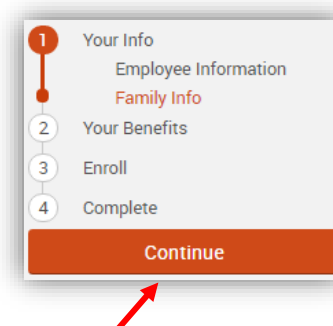 1 Your Info
Employee Information
Family Info
2 Your Benefits
3 Enroll
4 Complete
Continue